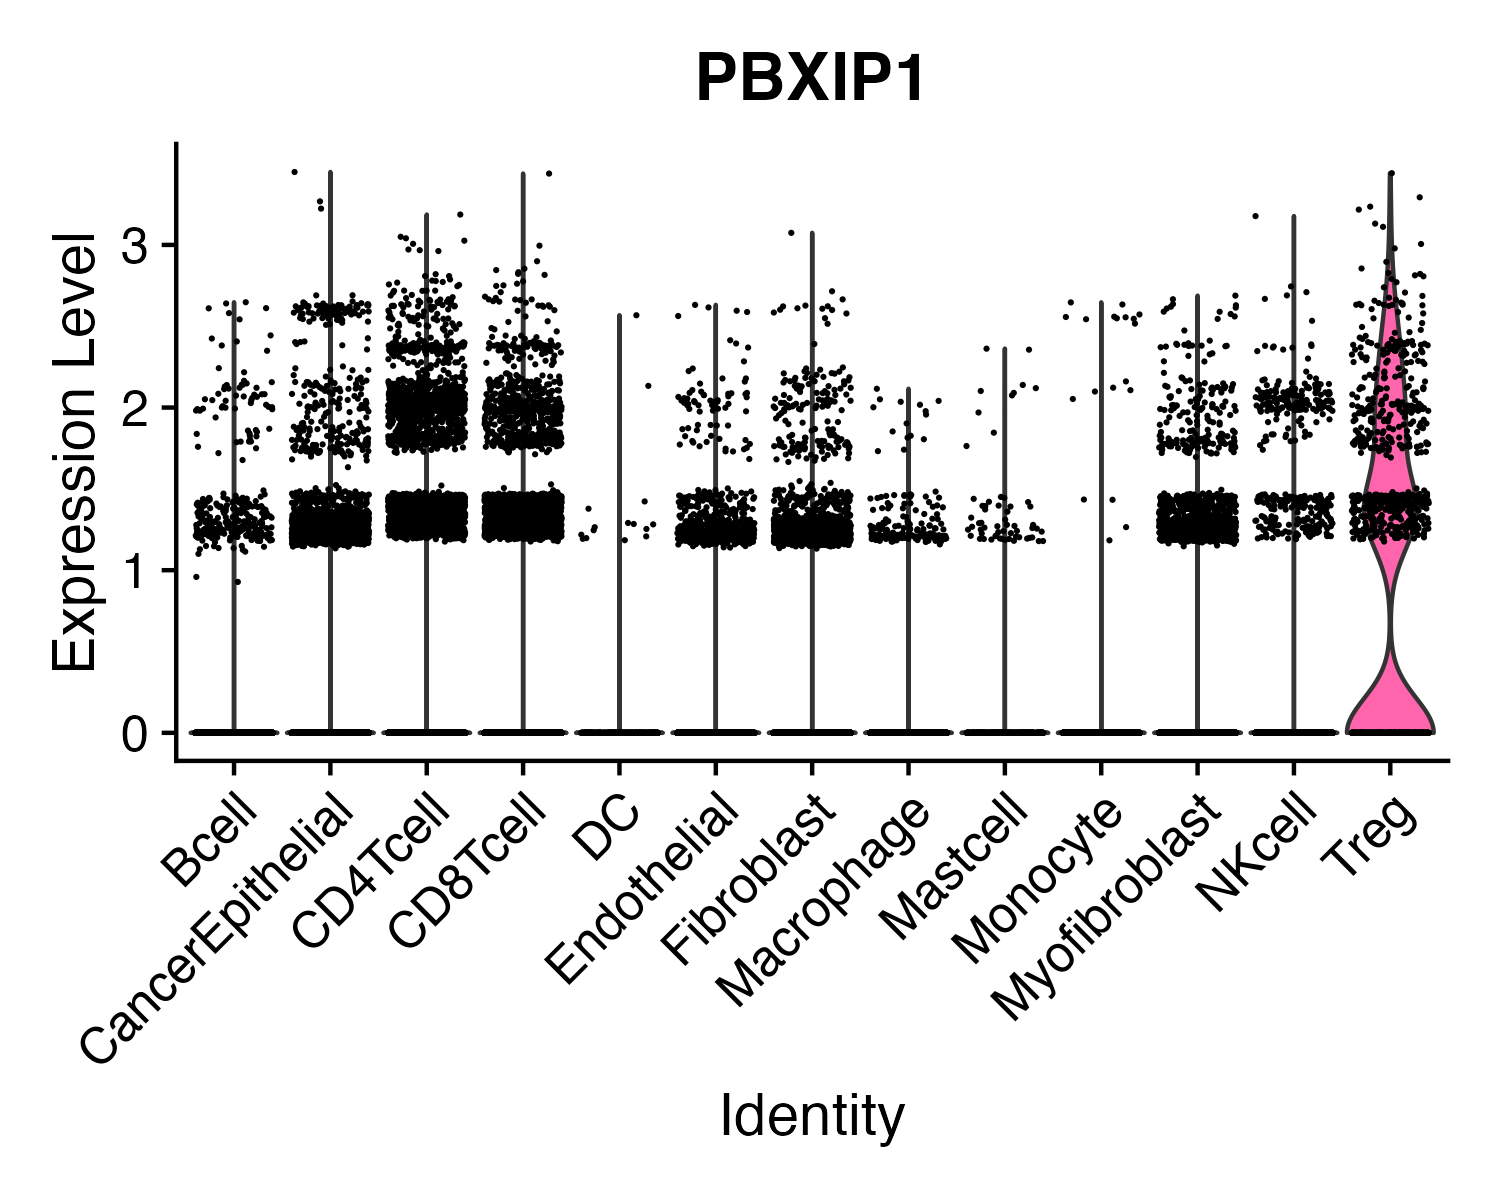 PBXIP1
Expression Level
3
2
1
0
Bcell
CancerEpithelial
CD4Tcell
CD8Tcell
DC
Endothelial
Fibroblast
Macrophage
Mastcell
Monocyte
Myofibroblast
NKcell
Treg
Identity